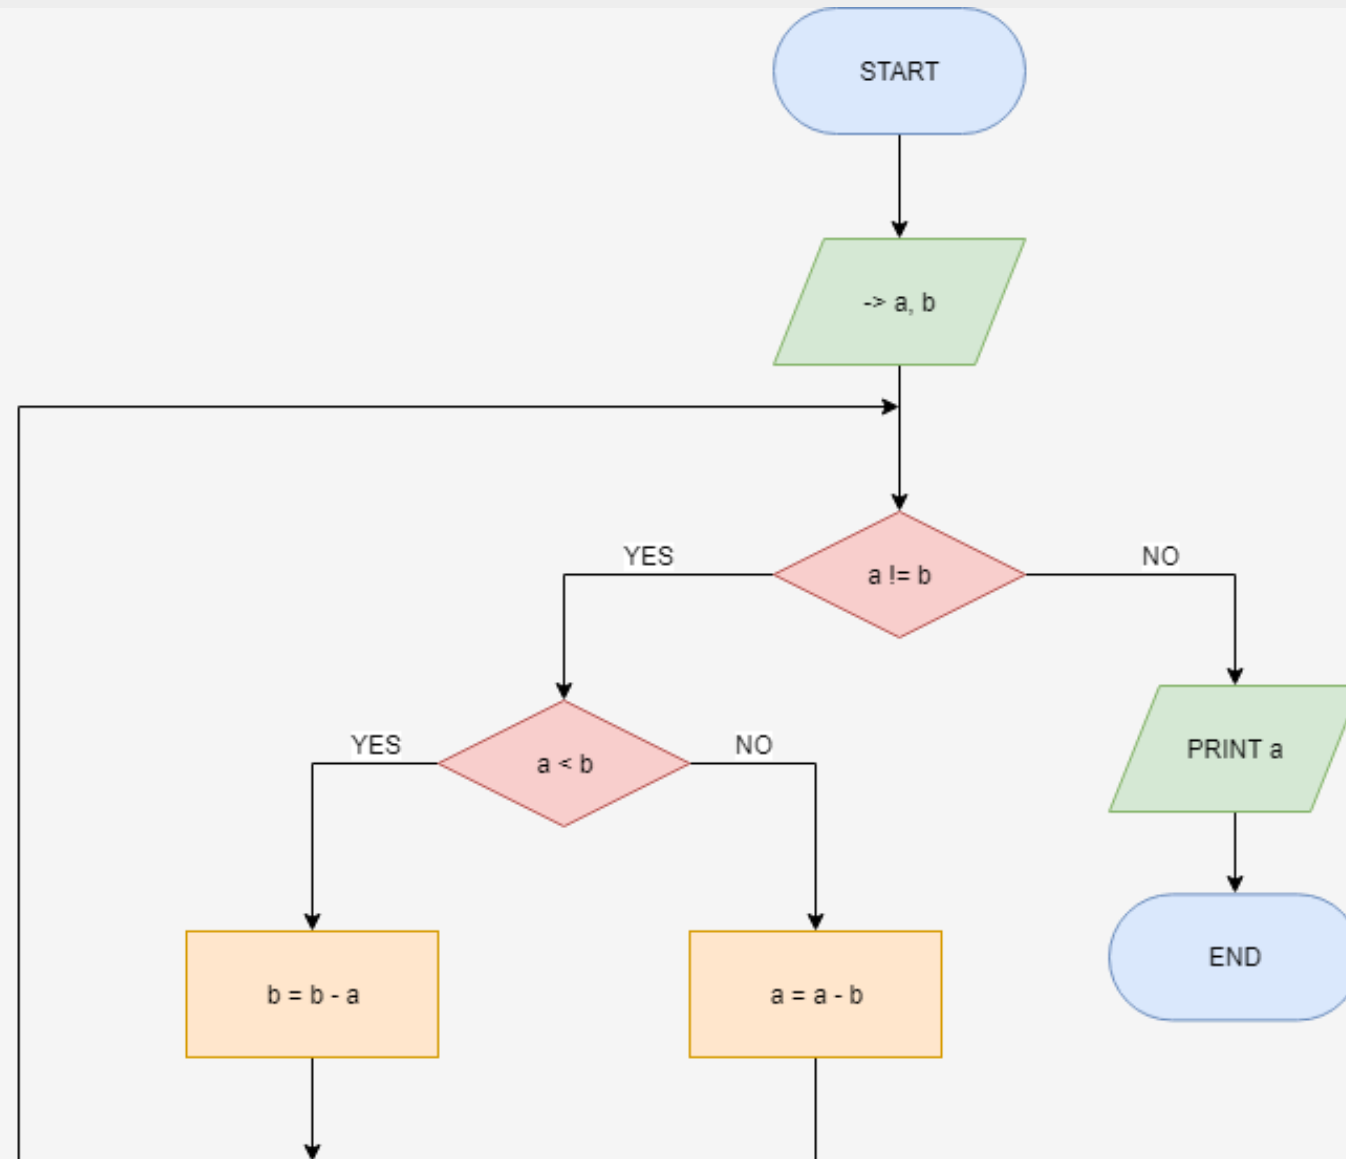 START
-> a, b
a != b
YES
NO
a < b
YES
NO
PRINT a
b = b - a
a = a - b
END